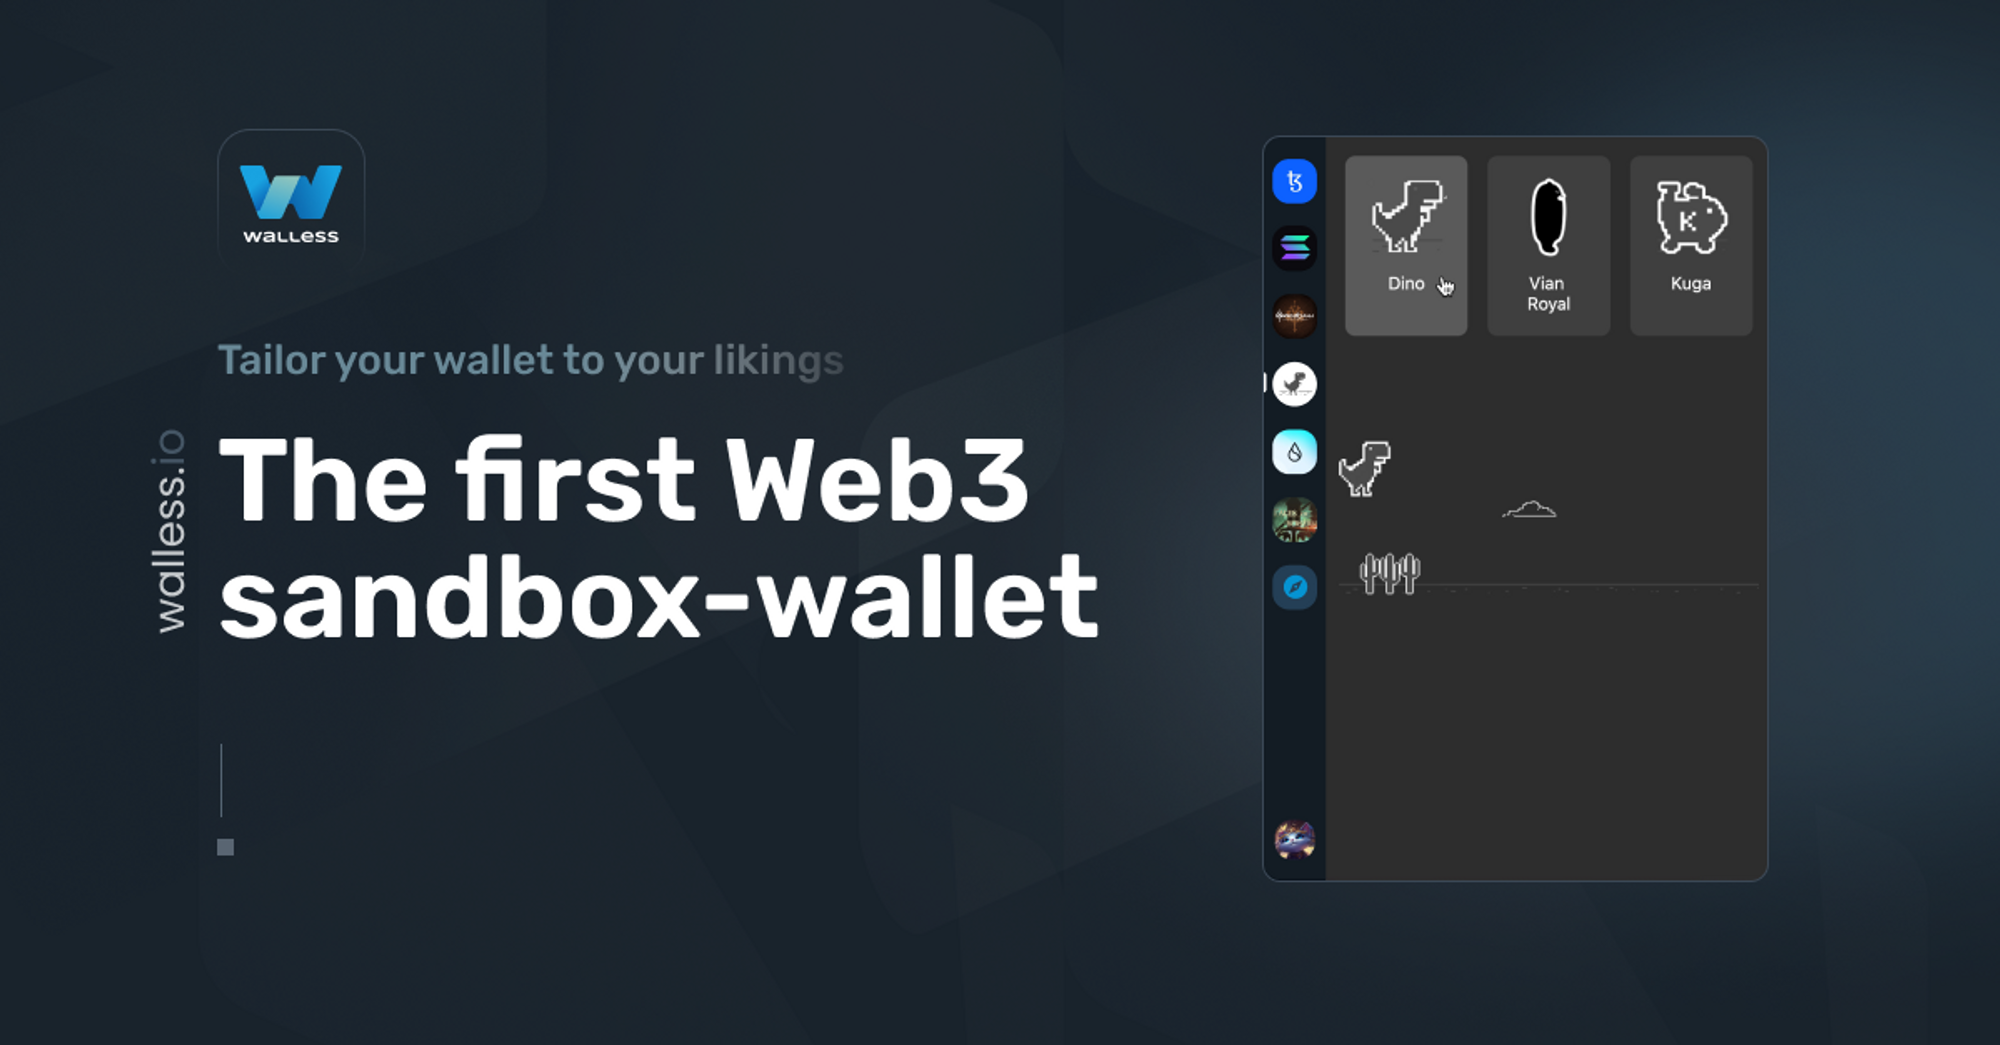 WALLESS
Tailor your wallet to your likings
The first Web3
sandbox-wallet
walless.io
Dino
Vian
Royal
K
Kuga